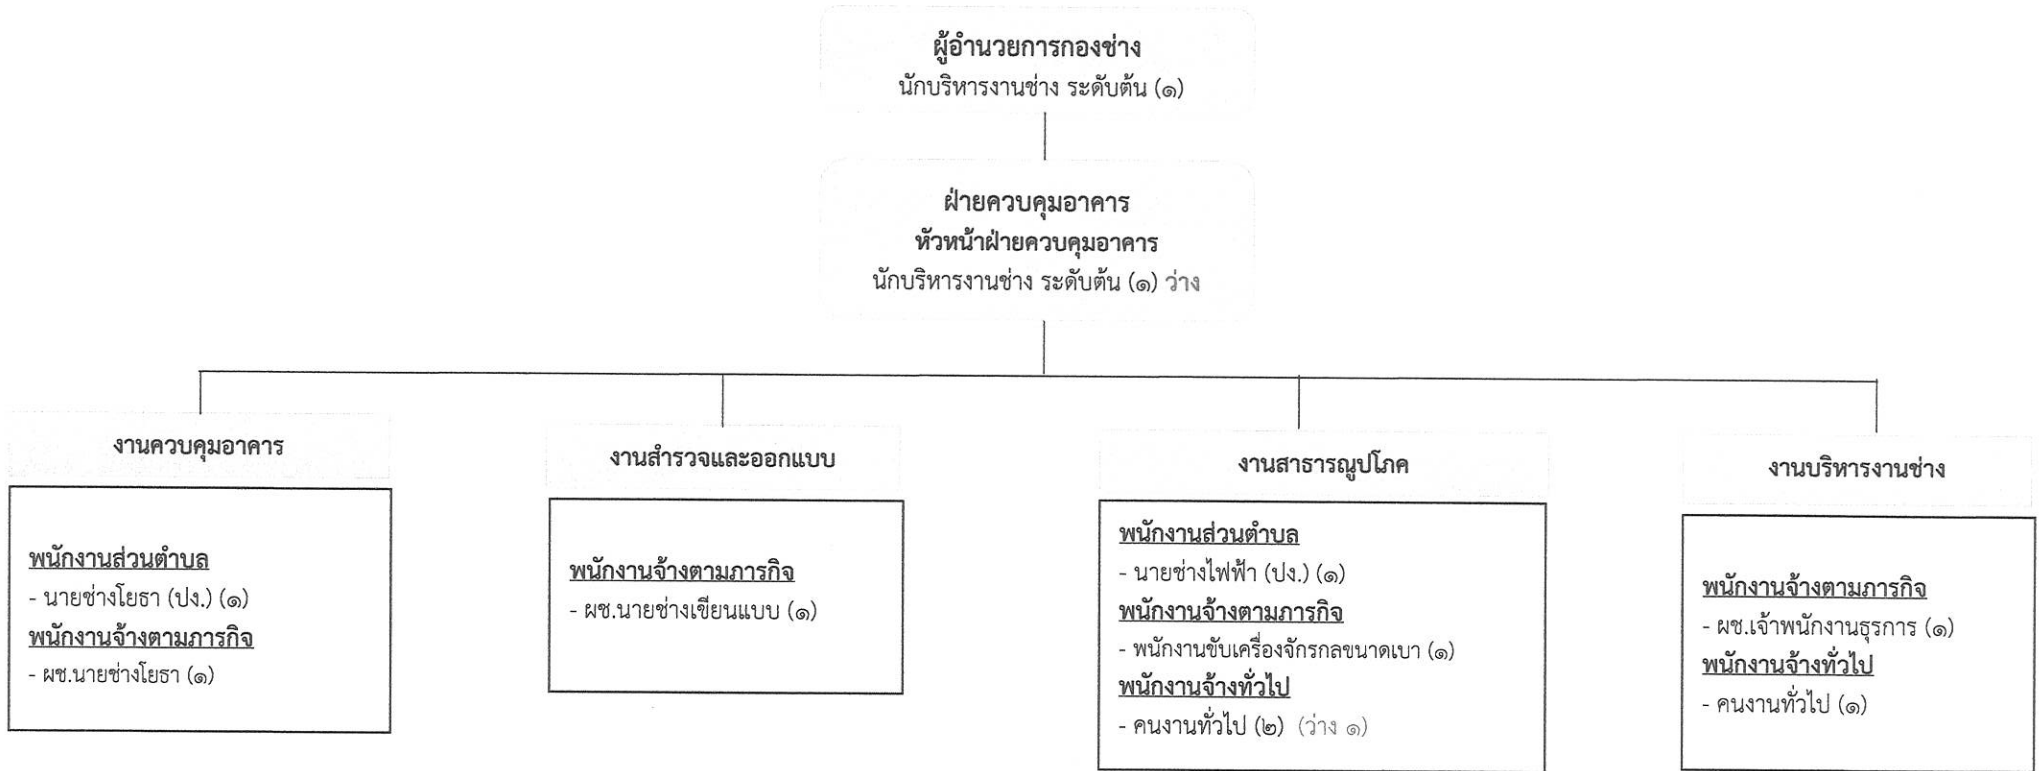 ผู้อำนวยการกองช่าง
นักบริหารงานช่าง ระดับต้น (๑)
ฝ่ายควบคุมอาคาร
หัวหน้าฝ่ายควบคุมอาคาร
นักบริหารงานช่าง ระดับต้น (๑) ว่าง
งานควบคุมอาคาร
พนักงานส่วนตำบล
- นายช่างโยธา (ปง.) (๑)
พนักงานจ้างตามภารกิจ
- ผช.นายช่างโยธา (๑)
งานสำรวจและออกแบบ
พนักงานจ้างตามภารกิจ
- ผช.นายช่างเขียนแบบ (๑)
งานสาธารณูปโภค
พนักงานส่วนตำบล
- นายช่างไฟฟ้า (ปง.) (๑)
พนักงานจ้างตามภารกิจ
- พนักงานขับเครื่องจักรกลขนาดเบา (๑)
พนักงานจ้างทั่วไป
- คนงานทั่วไป (๒) (ว่าง ๑)
งานบริหารงานช่าง
พนักงานจ้างตามภารกิจ
- ผช.เจ้าพนักงานธุรการ (๑)
พนักงานจ้างทั่วไป
- คนงานทั่วไป (๑)